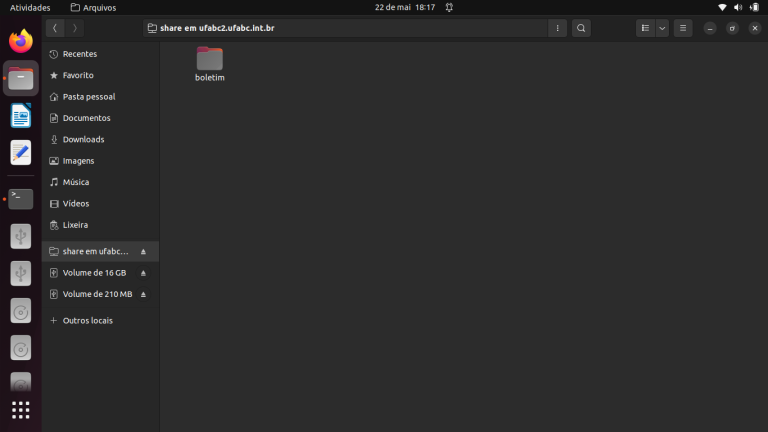 Atividades
Arquivos
22 de mai 18:17
share em ufabc2.ufabc.int.br
Recentes
Favorito
Pasta pessoal
Documentos
Downloads
Imagens
Música
Vídeos
Lixeira
share em ufabc...
Volume de 16 GB
Volume de 210 MB
Outros locais
boletim